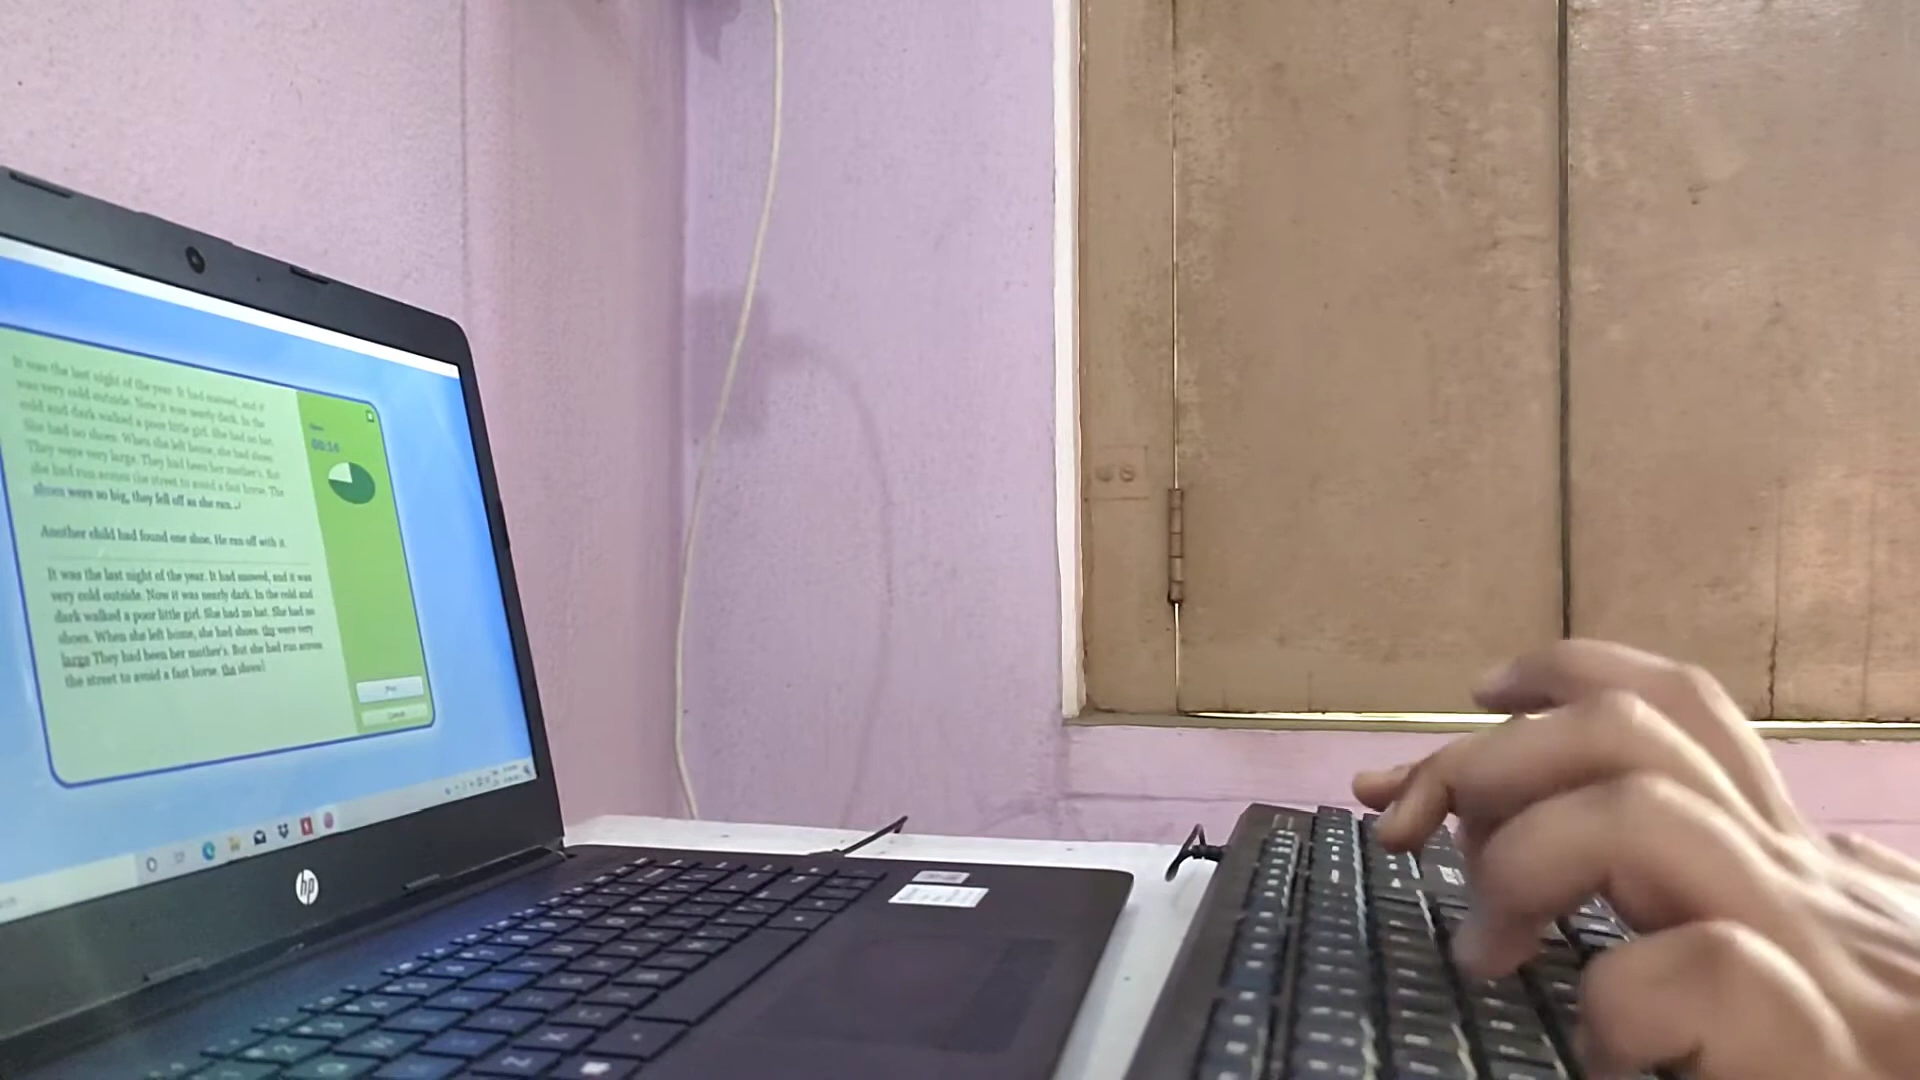 It was the last night of the year. It had snowed, and it
was very cold outside. Now it was nearly dark. In the
cold and dark walked a poor little girl. She had no hat.
She had no shoes. When she left home, she had shoes.
They were very large. They had been her mother's. But
she had run across the street to avoid a fast horse. The
shoes were so big, they fell off as she ran.
Another child had found one shoe. He ran off with it.
It was the last night of the year. It had snowed, and it was
very cold outside. Now it was nearly dark. In the cold and
dark walked a poor little girl. She had no hat. She had no
shoes. When she left home, she had shoes. thy were very
large They had been her mother's. But she had run across
the street to avoid a fast horse. tha shoes
hp